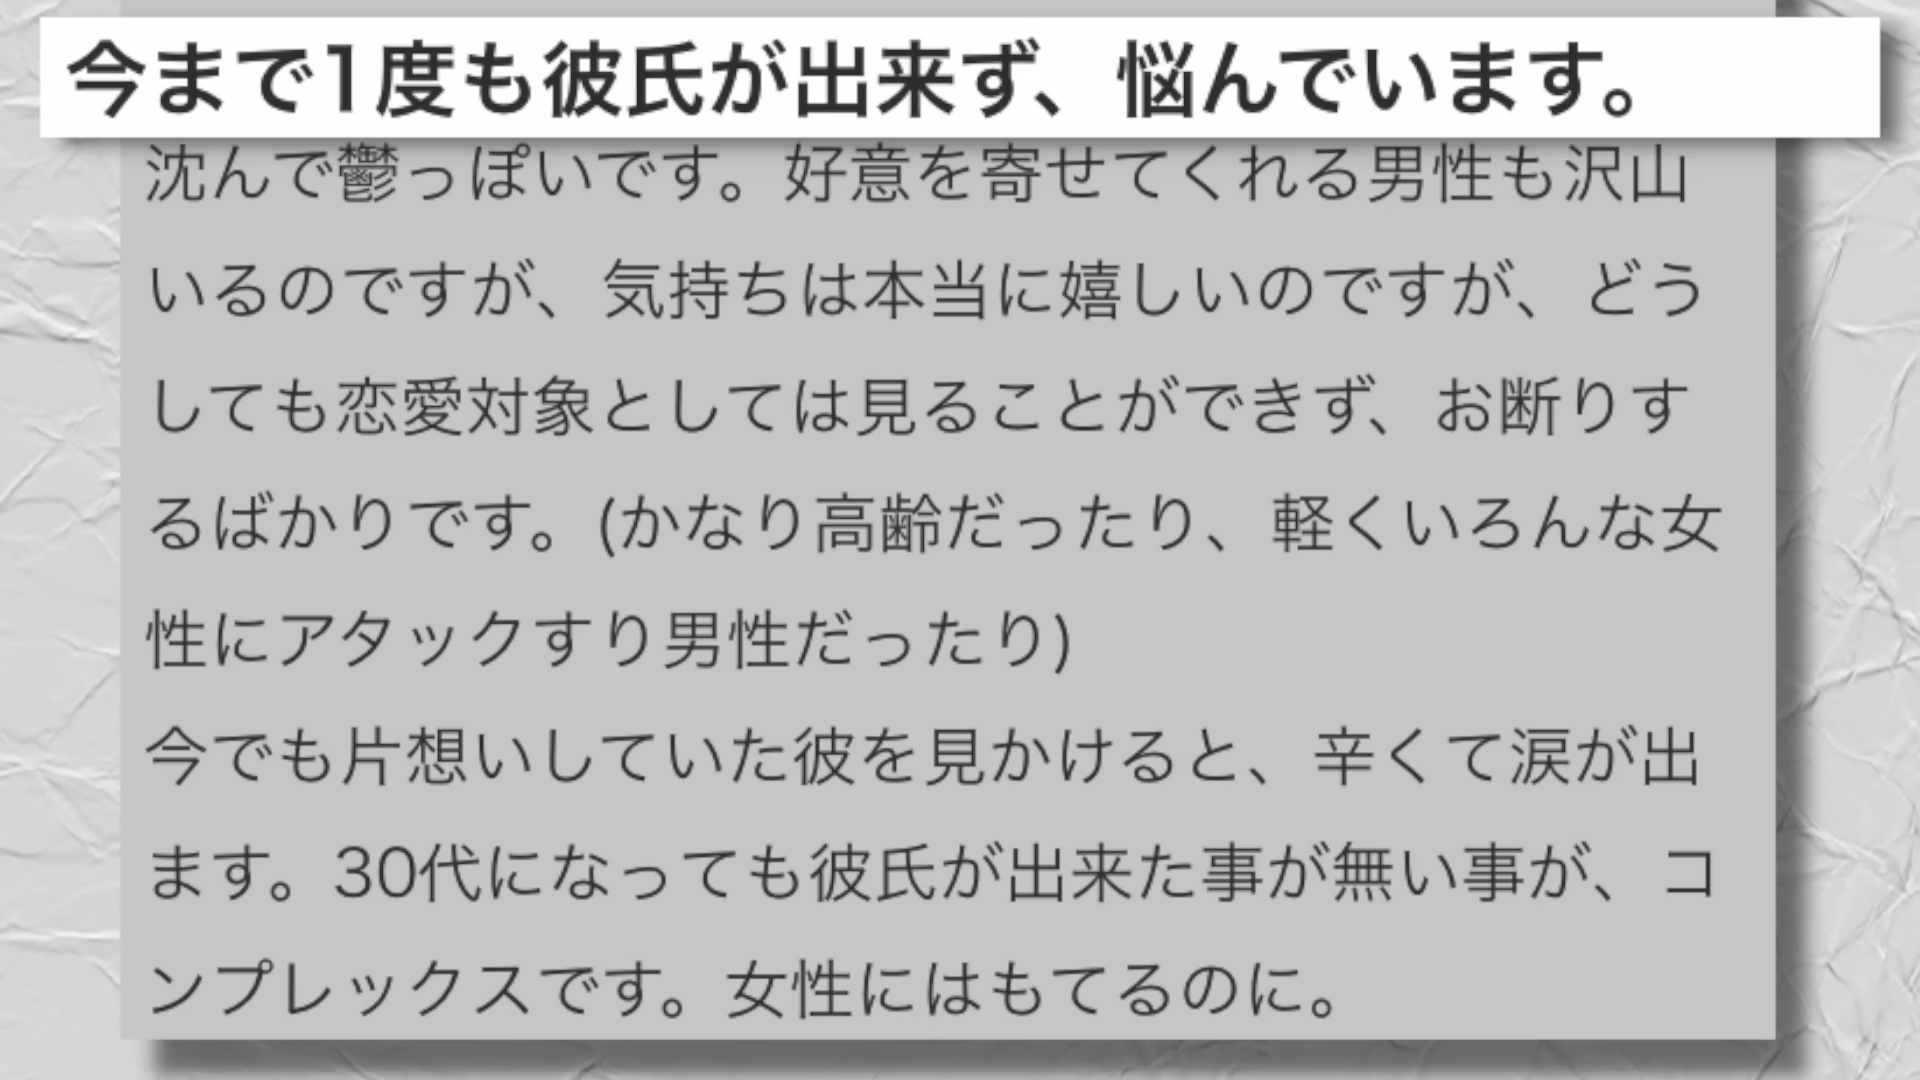 今まで1度も彼氏が出来ず、悩んでいます。
沈んで鬱っぽいです。好意を寄せてくれる男性も沢山
いるのですが、気持ちは本当に嬉しいのですが、どう
しても恋愛対象としては見ることができず、お断りす
るばかりです。(かなり高齢だったり、軽くいろんな女
性にアタックすり男性だったり)
今でも片想いしていた彼を見かけると、辛くて涙が出
ます。30代になっても彼氏が出来た事が無い事が、コ
ンプレックスです。女性にはもてるのに。